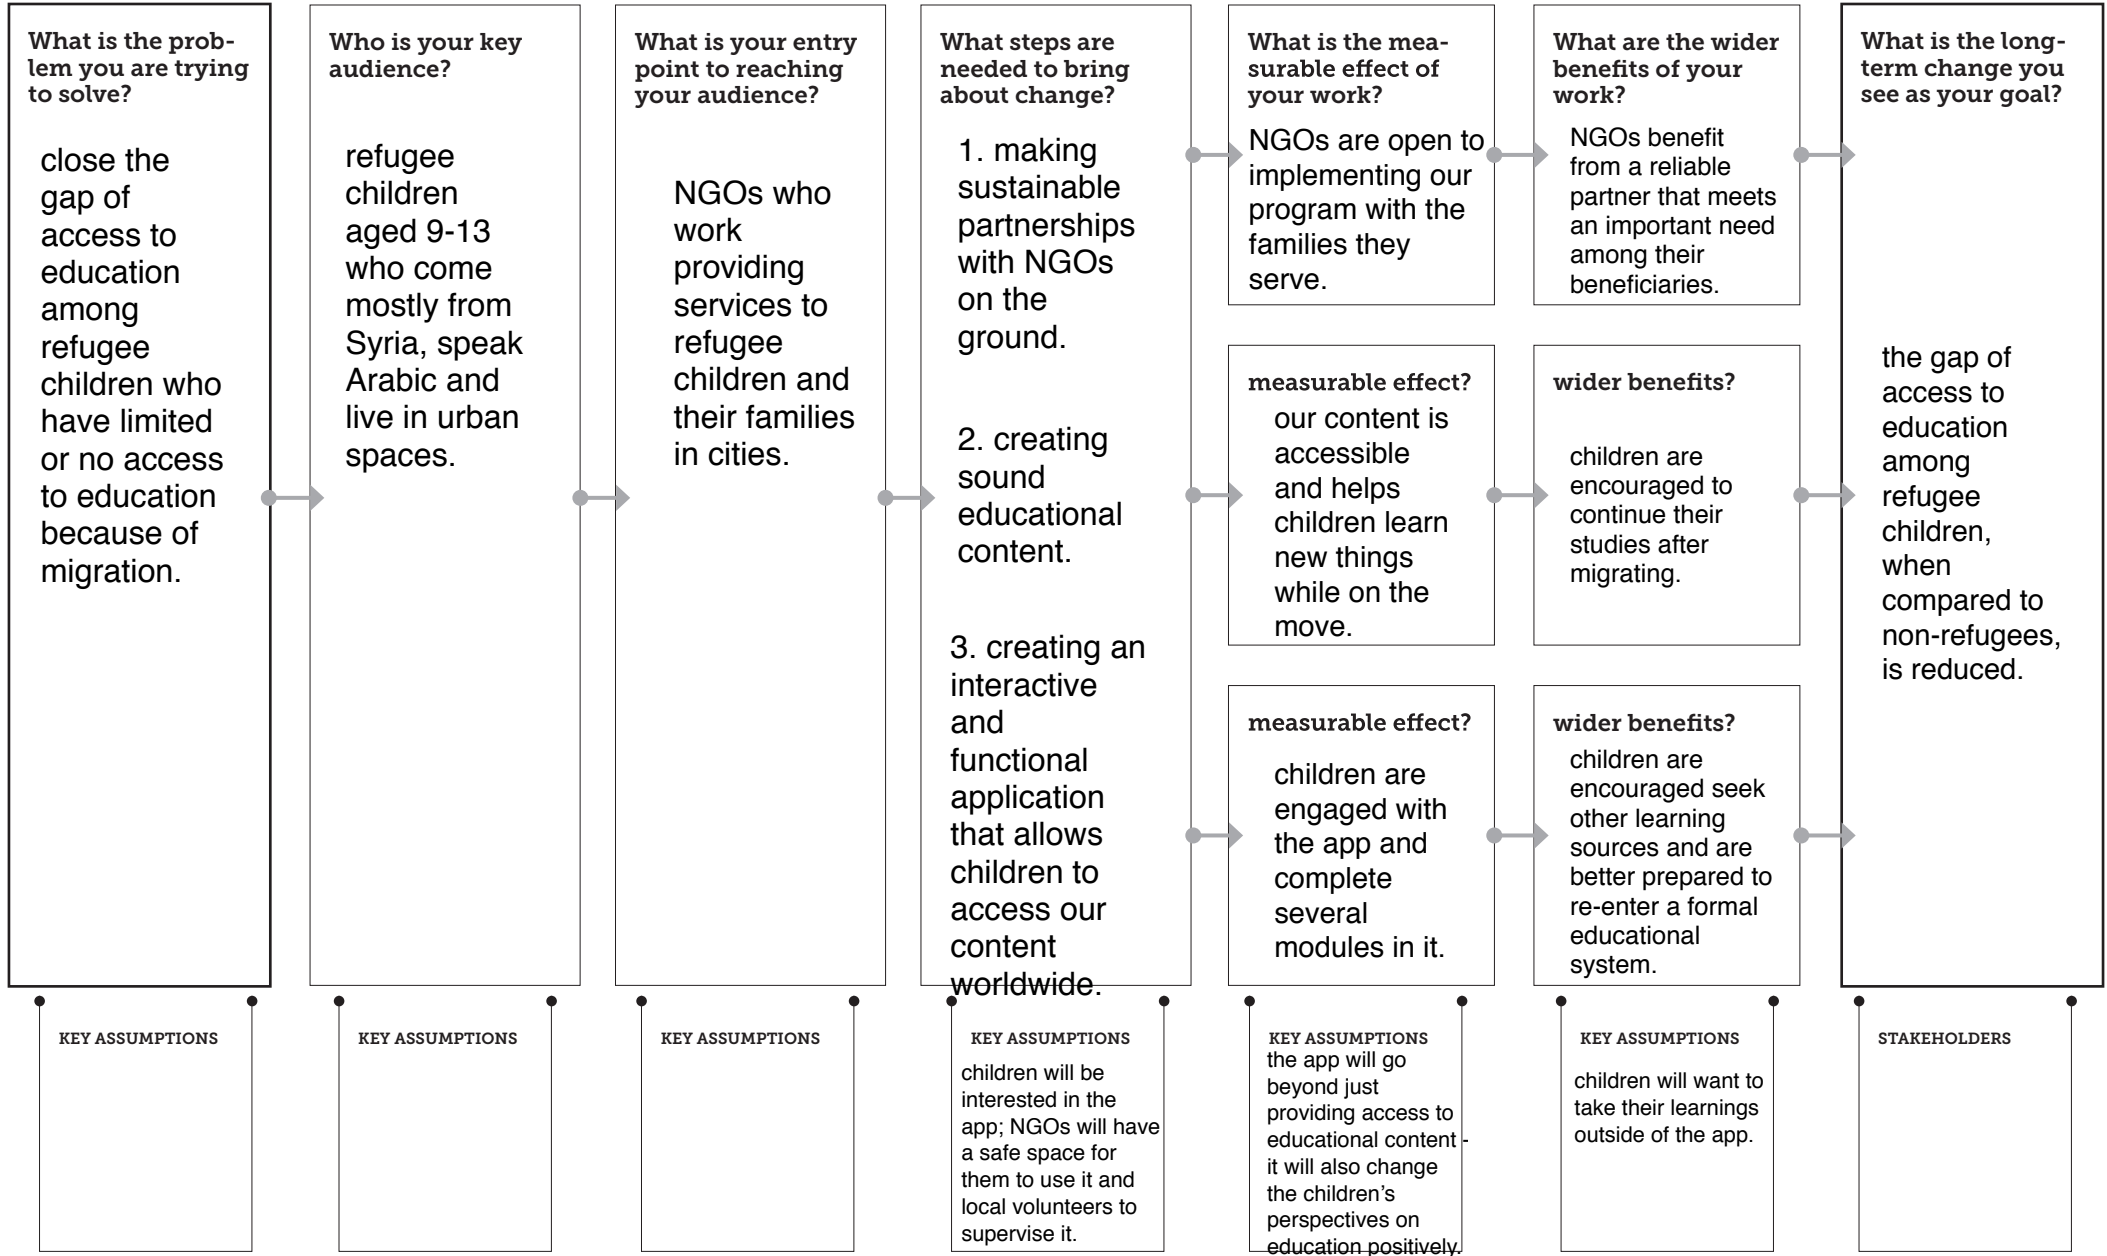 What is the prob-
lem you are trying
to solve?
close the
gap of
access to
education
among
refugee
children who
have limited
or no access
to education
because of
migration.
KEY ASSUMPTIONS
Who is your key
audience?
refugee
children
aged 9-13
who come
mostly from
Syria, speak
Arabic and
live in urban
spaces.
KEY ASSUMPTIONS
What is your entry
point to reaching
your audience?
NGOs who
work
providing
services to
refugee
children and
their families
in cities.
KEY ASSUMPTIONS
What steps are
needed to bring
about change?
1. making
sustainable
partnerships
with NGOs
on the
ground.
2. creating
sound
educational
content.
3. creating an
interactive
and
functional
application
that allows
children to
access our
content
worldwide.
KEY ASSUMPTIONS
children will be
interested in the
app; NGOs will have
a safe space for
them to use it and
local volunteers to
supervise it.
What is the mea-
surable effect of
your work?
NGOs are open to
implementing our
program with the
families they
serve.
measurable effect?
our content is
accessible
and helps
children learn
new things
while on the
move.
measurable effect?
children are
engaged with
the app and
complete
several
modules in it.
KEY ASSUMPTIONS
the app will go
beyond just
providing access to
educational content -
it will also change
the children's
perspectives on
education positively.
What are the wider
benefits of your
work?
NGOs benefit
from a reliable
partner that meets
an important need
among their
beneficiaries.
wider benefits?
children are
encouraged to
continue their
studies after
migrating.
wider benefits?
children are
encouraged seek
other learning
sources and are
better prepared to
re-enter a formal
educational
system.
KEY ASSUMPTIONS
children will want to
take their learnings
outside of the app.
What is the long-
term change you
see as your goal?
the gap of
access to
education
among
refugee
children,
when
compared to
non-refugees,
is reduced.
STAKEHOLDERS